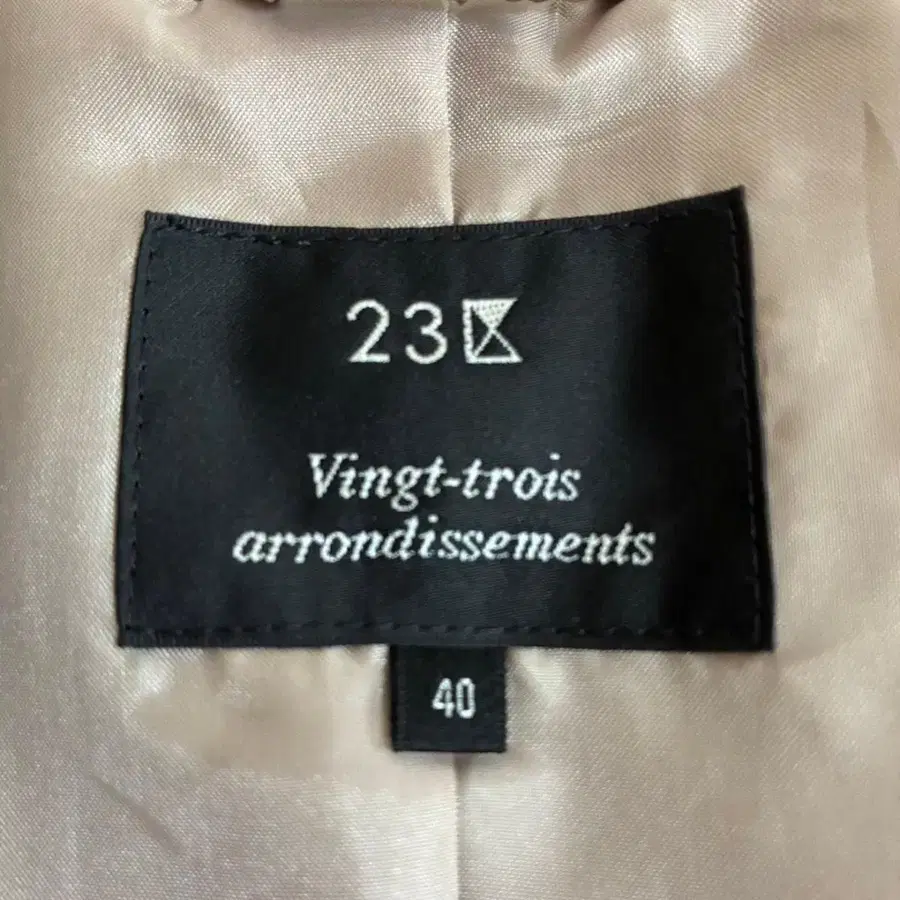 23区
Vingt-trois
arrondissements
40